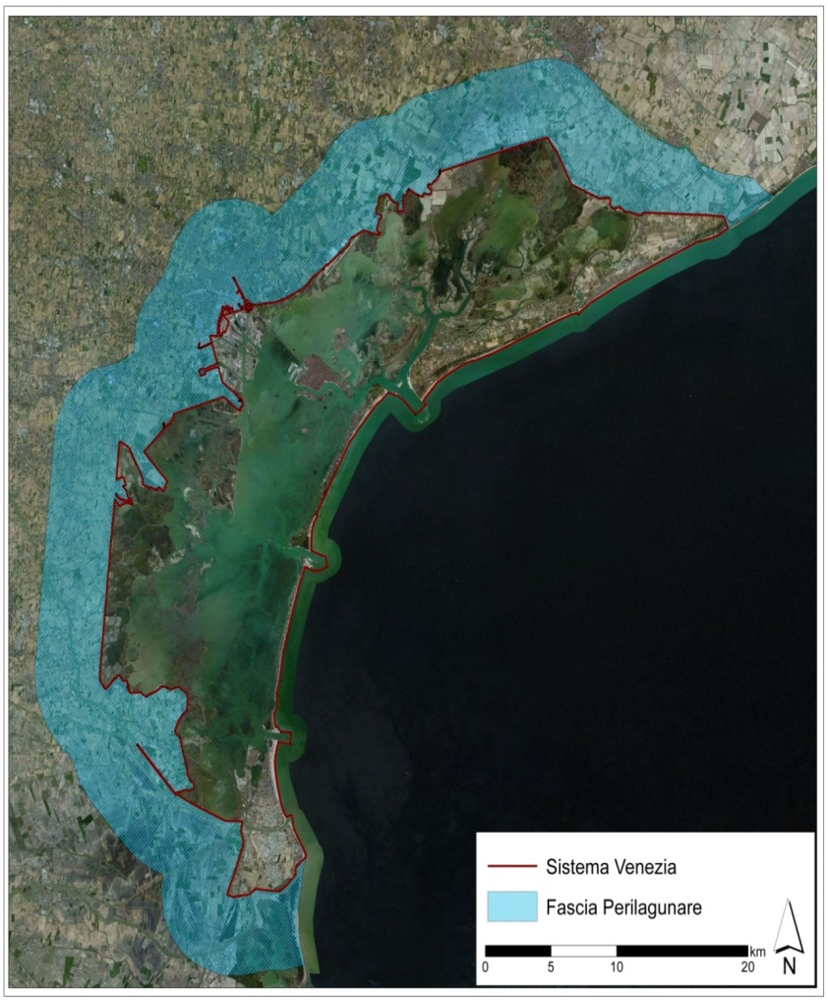 Sistema Venezia
Fascia Perilagunare
km
0 5 10 20
N